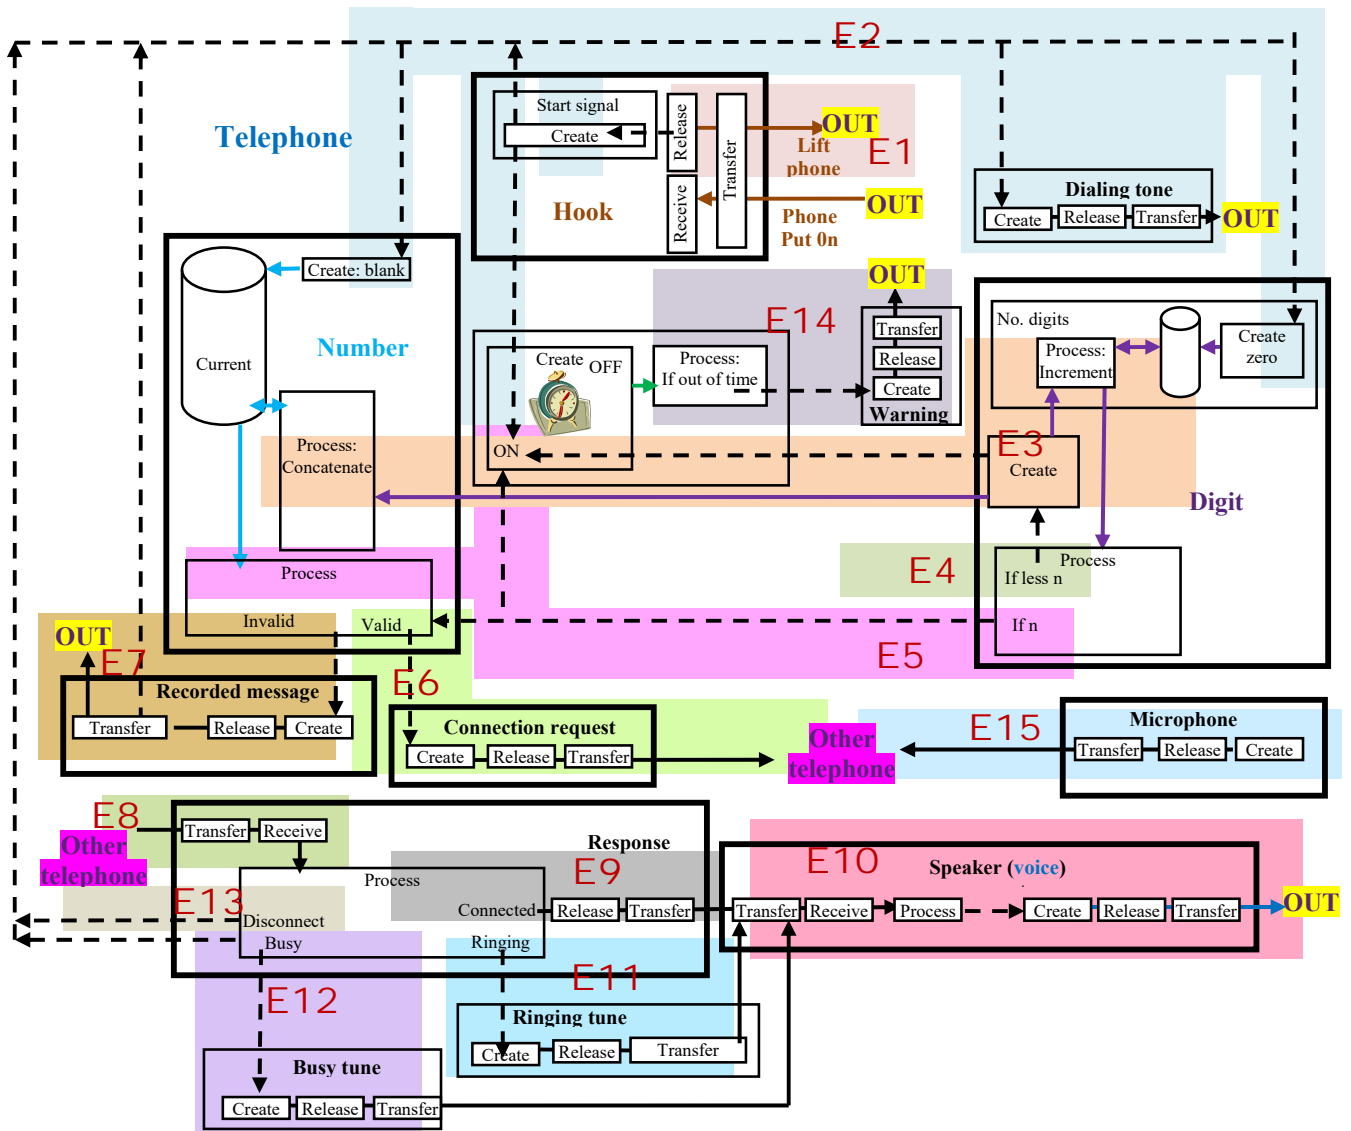 E2
Start signal
Create
Release
Transfer
OUT
Lift
phone
E1
Telephone
Hook
Receive
Phone
Put 0n
OUT
Dialing tone
Create
Release
Transfer
OUT
Create: blank
Current
Number
Process:
Concatenate
Create
OFF
ON
Process:
If out of time
E14
OUT
Transfer
Release
Create
Warning
No. digits
Process:
Increment
Create
zero
E3
Create
Digit
Process
If less n
E4
If n
E5
Process
Invalid
Valid
OUT
E7
Recorded message
Transfer
Release
Create
E6
Connection request
Create
Release
Transfer
Other
telephone
E15
Microphone
Transfer
Release
Create
E8
Other
telephone
Transfer
Receive
Response
Process
E9
Connected
Release
Transfer
E13
Disconnect
Busy
Ringing
E10
Speaker (voice)
Transfer
Receive
Process
Create
Release
Transfer
OUT
E11
Ringing tune
Create
Release
Transfer
E12
Busy tune
Create
Release
Transfer